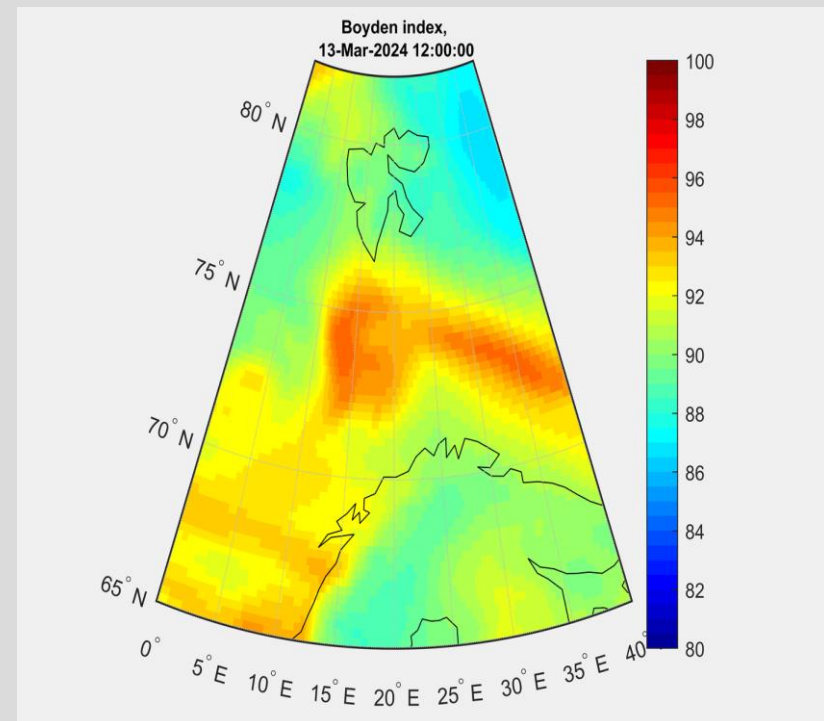 Boyden index,
13-Mar-2024 12:00:00
80° N
75° N
70° N
65° N
0°
5° E
10° E
15° E
20° E
25° E
30° E
35° E
40°
100
98
96
94
92
90
88
86
84
82
80